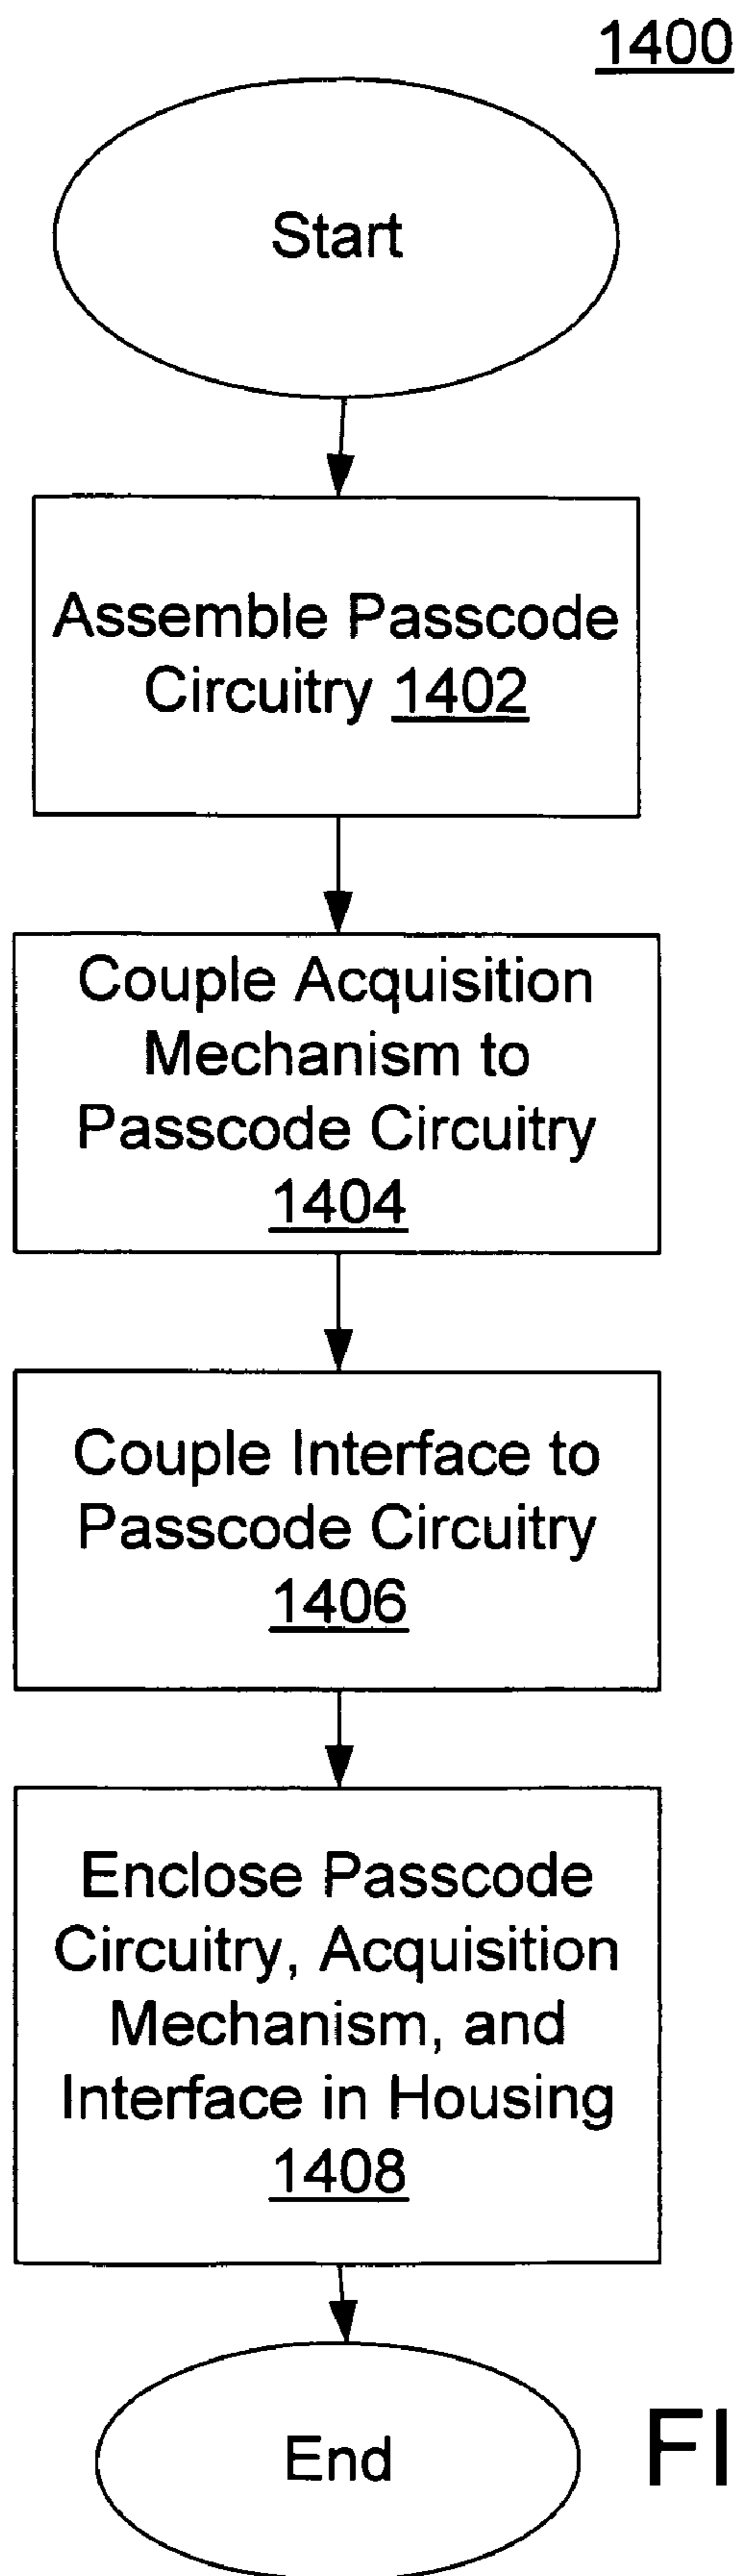 1400
Start
Assemble Passcode
Circuitry 1402
Couple Acquisition
Mechanism to
Passcode Circuitry
1404
Couple Interface to
Passcode Circuitry
1406
Enclose Passcode
Circuitry, Acquisition
Mechanism, and
Interface in Housing
1408
End
FI